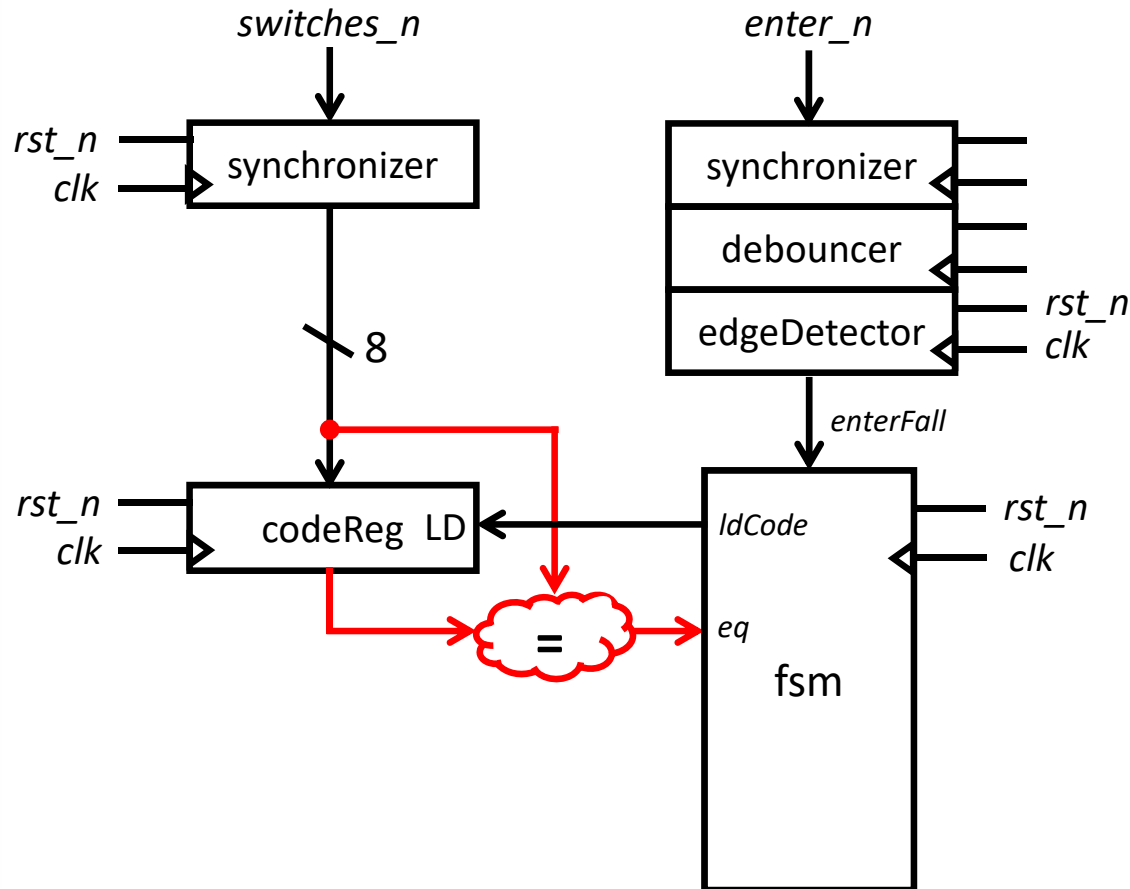 switches_n
enter_n
rst_n
clk
synchronizer
synchronizer
debouncer
edgeDetector
rst_n
clk
8
enterFall
rst_n
clk
codeReg LD
ldCode
rst_n
clk
=
eq
fsm